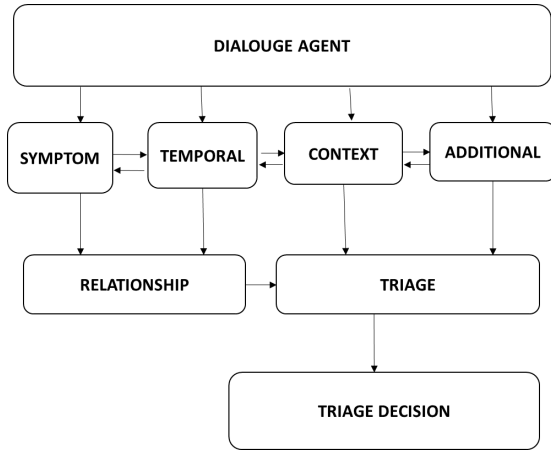 DIALOUGE AGENT
SYMPTOM
TEMPORAL
CONTEXT
ADDITIONAL
RELATIONSHIP
TRIAGE
TRIAGE DECISION